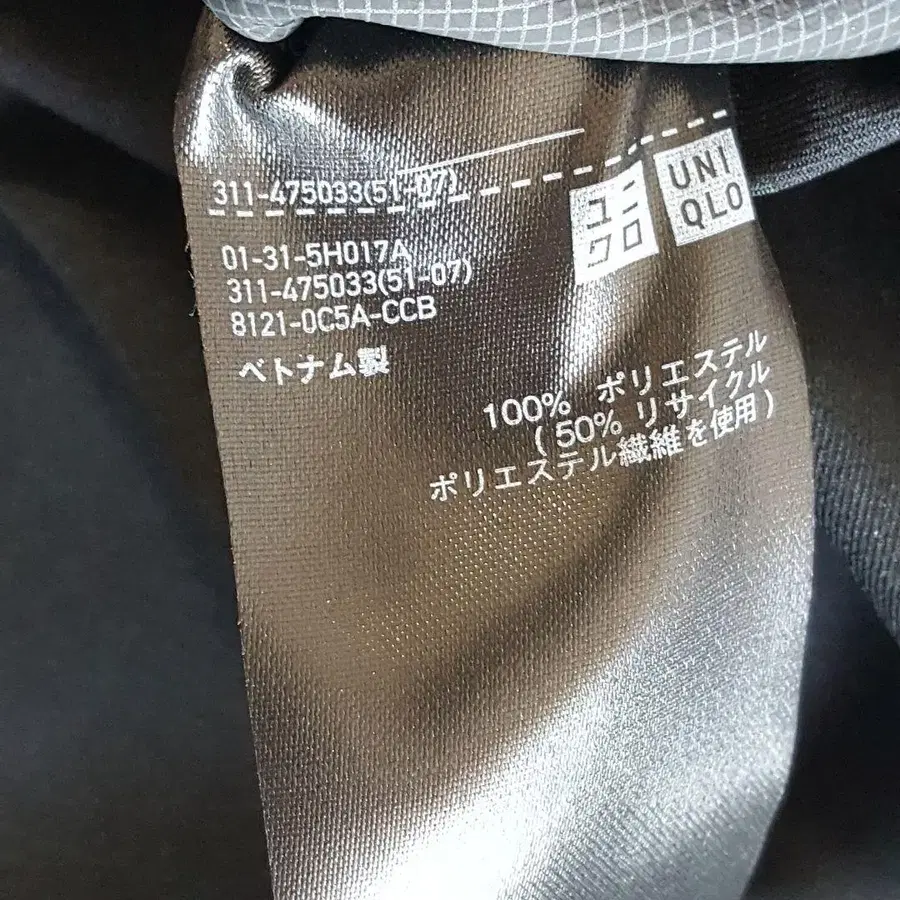 311-475033(51-07)
ユニ
クロ
UNI
QLO
01-31-5H017A
311-475033(51-07)
8121-0C5A-CCB
ベトナム製
100% ポリエステル
( 50% リサイクル
ポリエステル繊維を使用 )